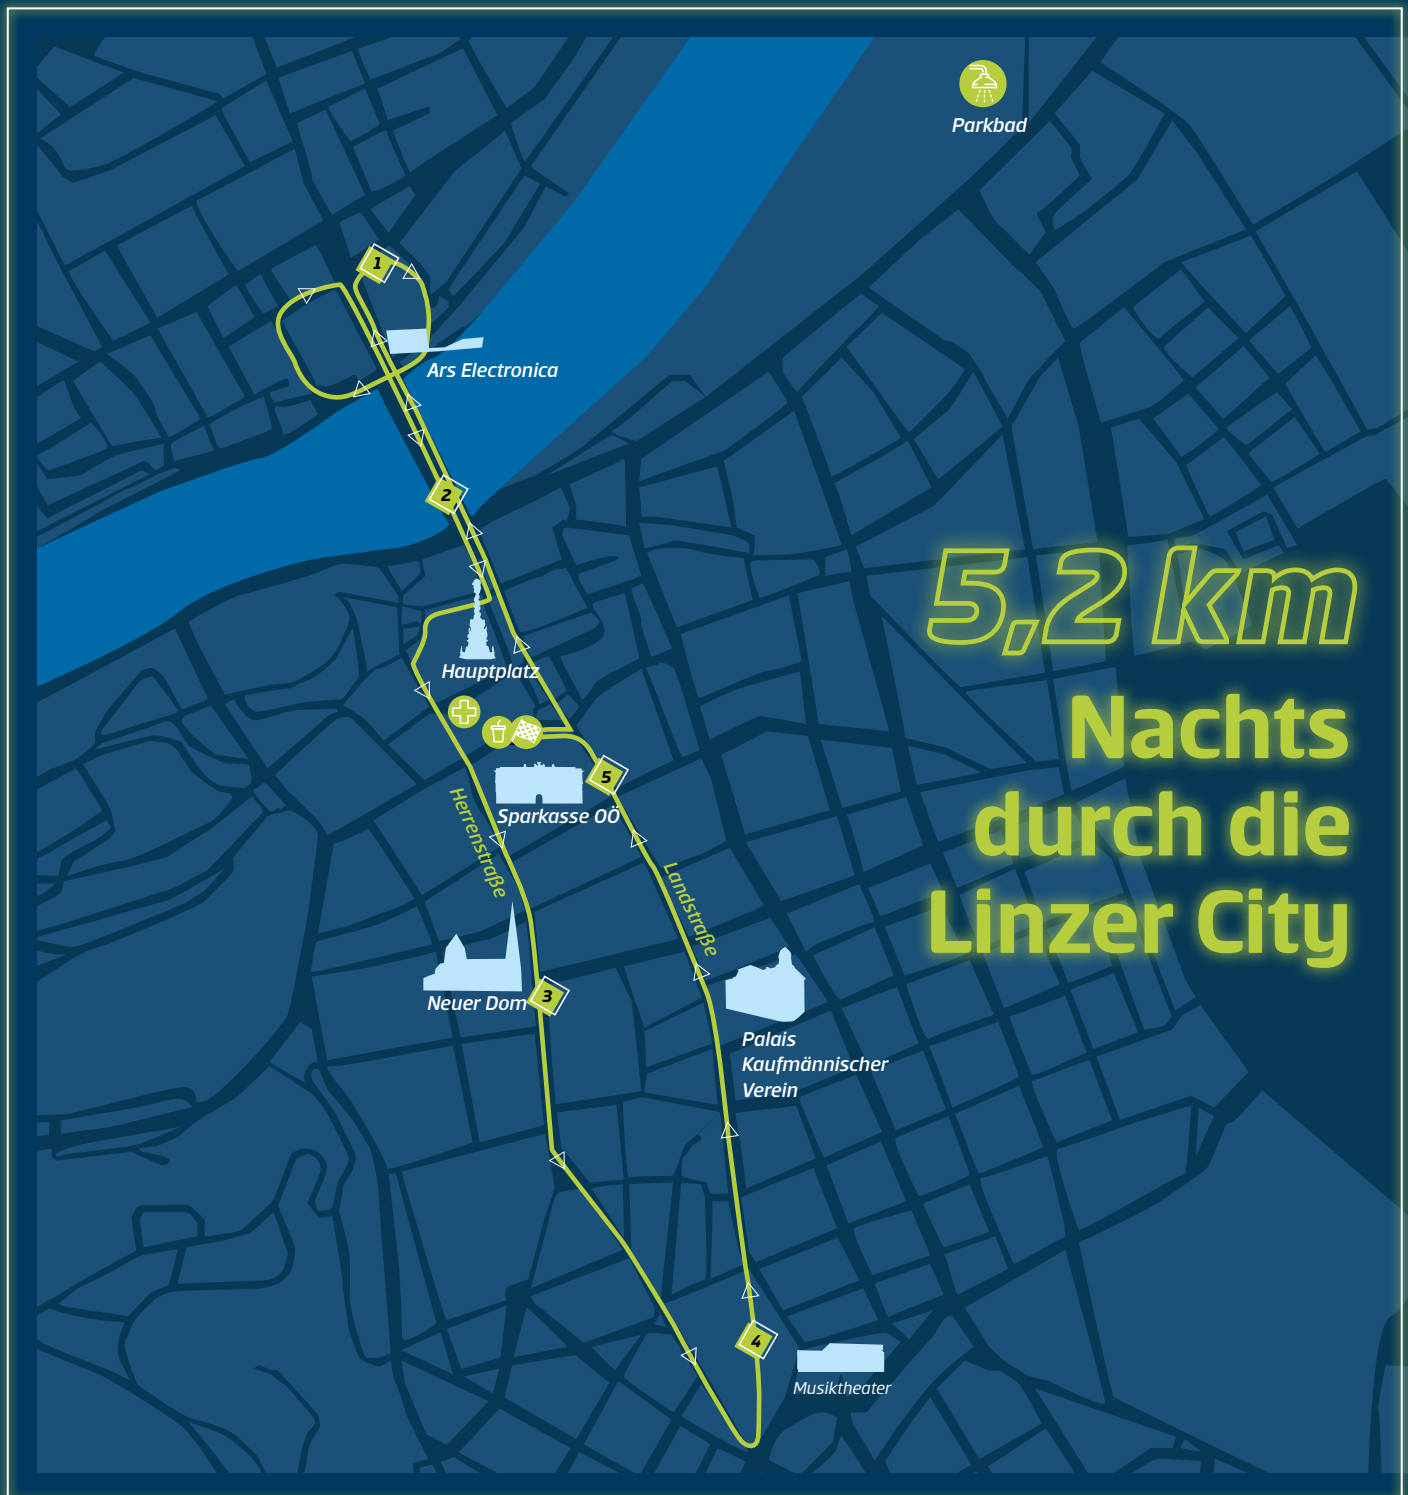 Parkbad
1
Ars Electronica
2
5,2 km
Hauptplatz
Nachts
durch die
Linzer City
5
Sparkasse OÖ
Herrenstraße
Landstraße
Neuer Dom
3
Palais
Kaufmännischer
Verein
4
Musiktheater